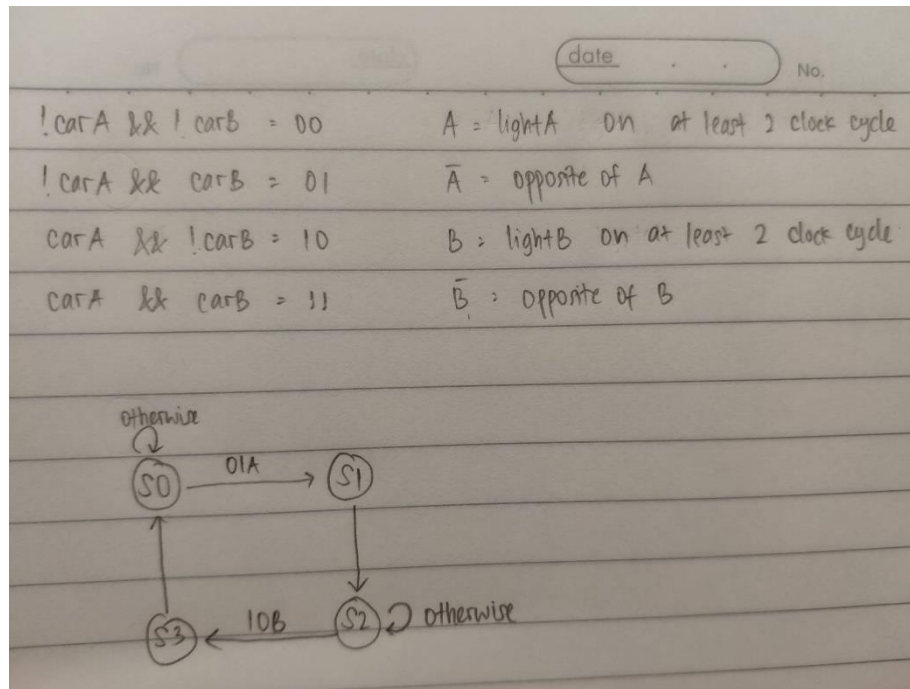 date
No.
!carA && !carB = 00 A = lightA on at least 2 clock cycle
!carA && carB = 01 A̅ = opposite of A
carA && !carB = 10 B = lightB on at least 2 clock cycle
carA && carB = 11 B̅ = opposite of B
otherwise
S0 01A S1
S3 10B S2 otherwise